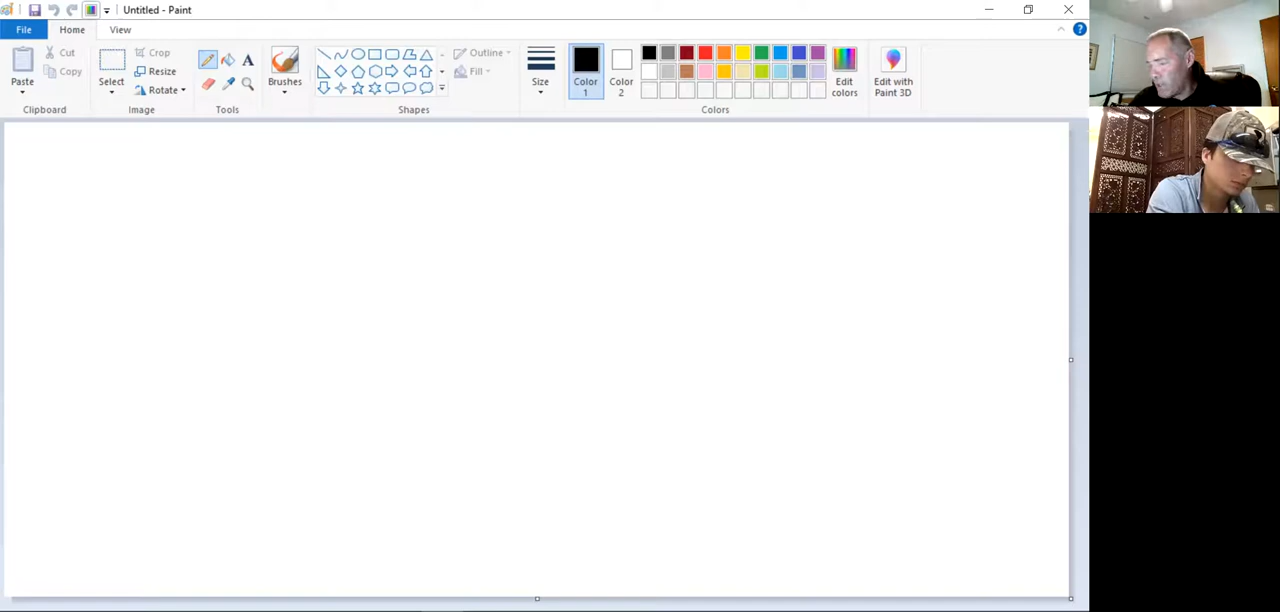 Untitled - Paint
File Home View
Paste
Cut
Copy
Clipboard
Select
Crop
Resize
Rotate
Image
A
Tools
Brushes
Shapes
Outline
Fill
Size
Color
1
Color
2
Colors
Edit
colors
Edit with
Paint 3D
?